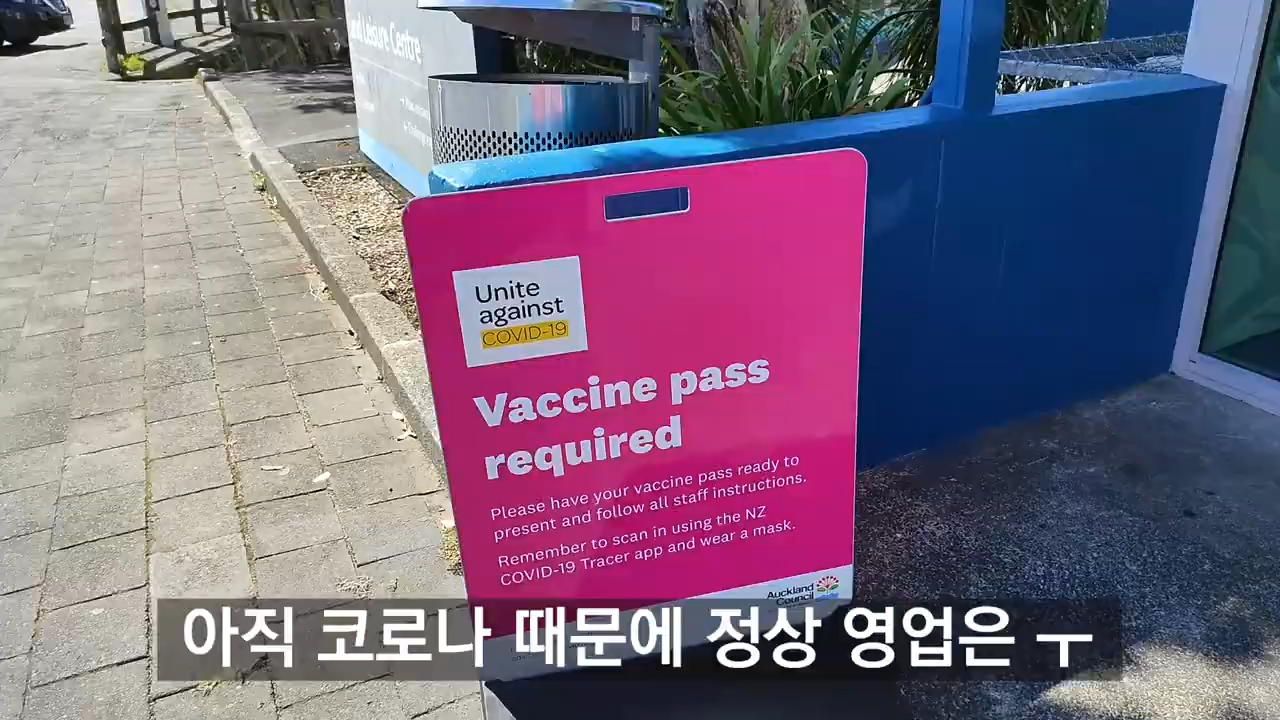 Leisure Centre
Unite
against
COVID-19
Vaccine pass
required
Please have your vaccine pass ready to
present and follow all staff instructions.
Remember to scan in using the NZ
COVID-19 Tracer app and wear a mask.
Auckland
Council
아직 코로나 때문에 정상 영업은 ㅜ